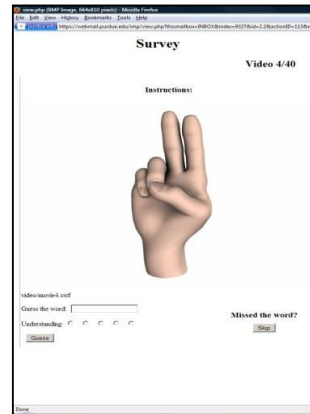 view.php (BMP Image, 664x810 pixels) - Mozilla Firefox
File Edit View History Bookmarks Tools Help
Survey
Video 4/40
Instructions:
video/movie4.swf
Guess the word:
Missed the word?
Understanding:
Skip
Guess
Done